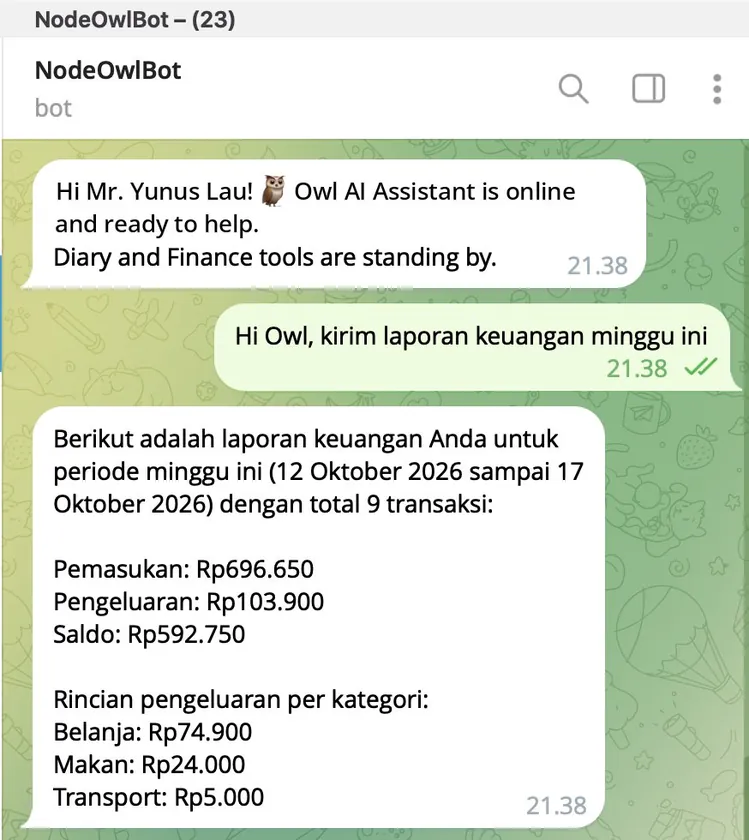 NodeOwlBot – (23)
NodeOwlBot
bot
Hi Mr. Yunus Lau! 🦉 Owl AI Assistant is online
and ready to help.
Diary and Finance tools are standing by.
21.38
Hi Owl, kirim laporan keuangan minggu ini
21.38
Berikut adalah laporan keuangan Anda untuk
periode minggu ini (12 Oktober 2026 sampai 17
Oktober 2026) dengan total 9 transaksi:
Pemasukan: Rp696.650
Pengeluaran: Rp103.900
Saldo: Rp592.750
Rincian pengeluaran per kategori:
Belanja: Rp74.900
Makan: Rp24.000
Transport: Rp5.000
21.38